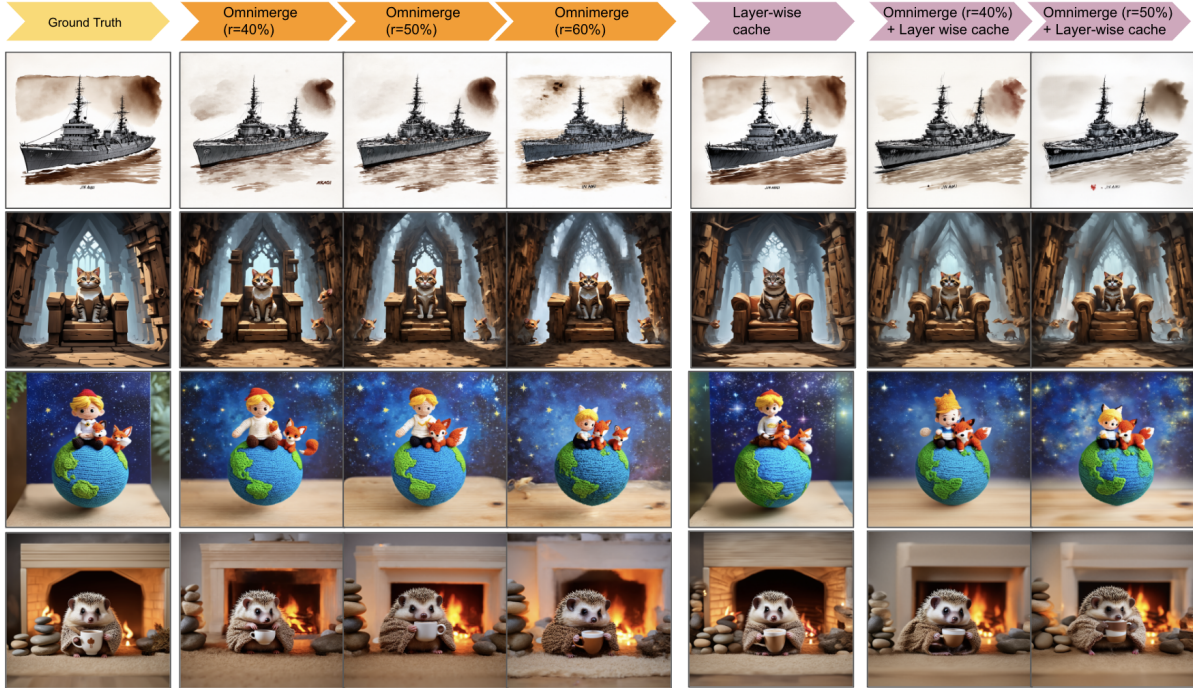 Ground Truth
Omnimerge
(r=40%)
Omnimerge
(r=50%)
Omnimerge
(r=60%)
Layer-wise
cache
Omnimerge (r=40%)
+ Layer wise cache
Omnimerge (r=50%)
+ Layer-wise cache